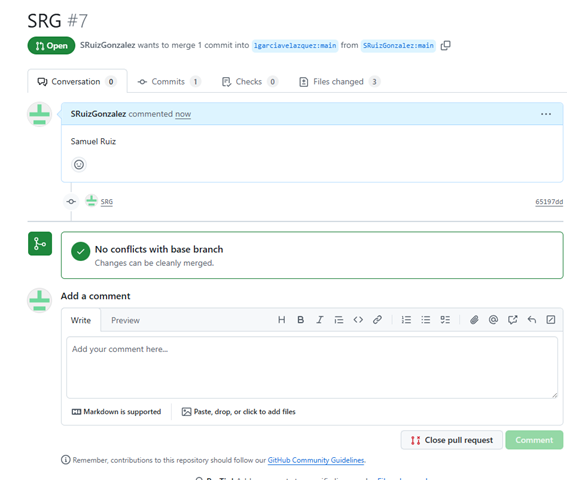 SRG #7
Open SRuizGonzalez wants to merge 1 commit into lgarciavelazquez:main from SRuizGonzalez:main
Conversation 0 Commits 1 Checks 0 Files changed 3
SRuizGonzalez commented now
Samuel Ruiz
SRG 65197dd
No conflicts with base branch
Changes can be cleanly merged.
Add a comment
Write Preview
Add your comment here...
Markdown is supported Paste, drop, or click to add files
Close pull request Comment
Remember, contributions to this repository should follow our GitHub Community Guidelines.